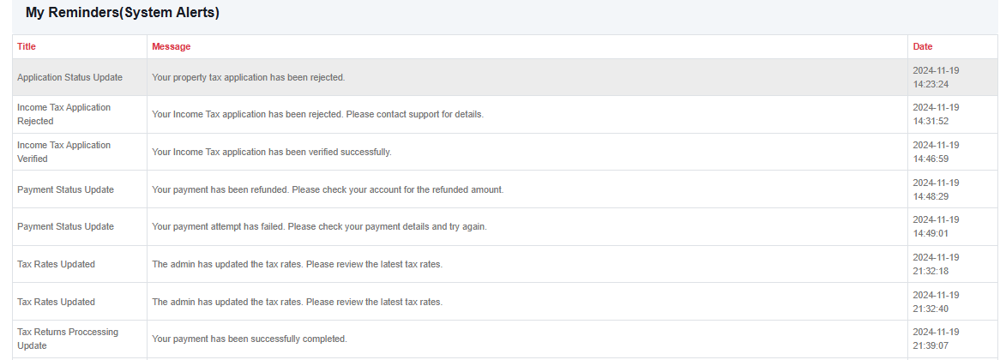 My Reminders(System Alerts)
Title Message Date
Application Status Update Your property tax application has been rejected. 2024-11-19
14:23:24
Income Tax Application
Rejected Your Income Tax application has been rejected. Please contact support for details. 2024-11-19
14:31:52
Income Tax Application
Verified Your Income Tax application has been verified successfully. 2024-11-19
14:46:59
Payment Status Update Your payment has been refunded. Please check your account for the refunded amount. 2024-11-19
14:48:29
Payment Status Update Your payment attempt has failed. Please check your payment details and try again. 2024-11-19
14:49:01
Tax Rates Updated The admin has updated the tax rates. Please review the latest tax rates. 2024-11-19
21:32:18
Tax Rates Updated The admin has updated the tax rates. Please review the latest tax rates. 2024-11-19
21:32:40
Tax Returns Proccessing
Update Your payment has been successfully completed. 2024-11-19
21:39:07